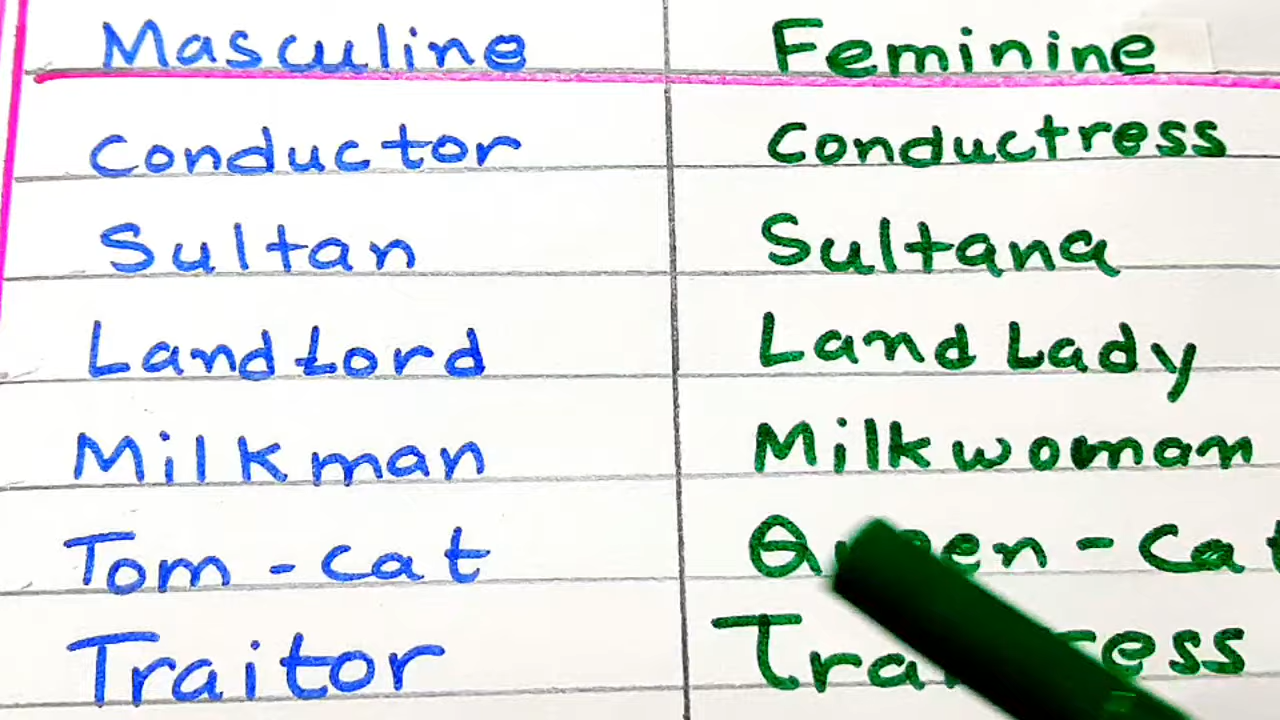 Masculine Feminine
Conductor Conductress
Sultan Sultana
Landlord Land Lady
Milkman Milkwoman
Tom-cat
Traitor